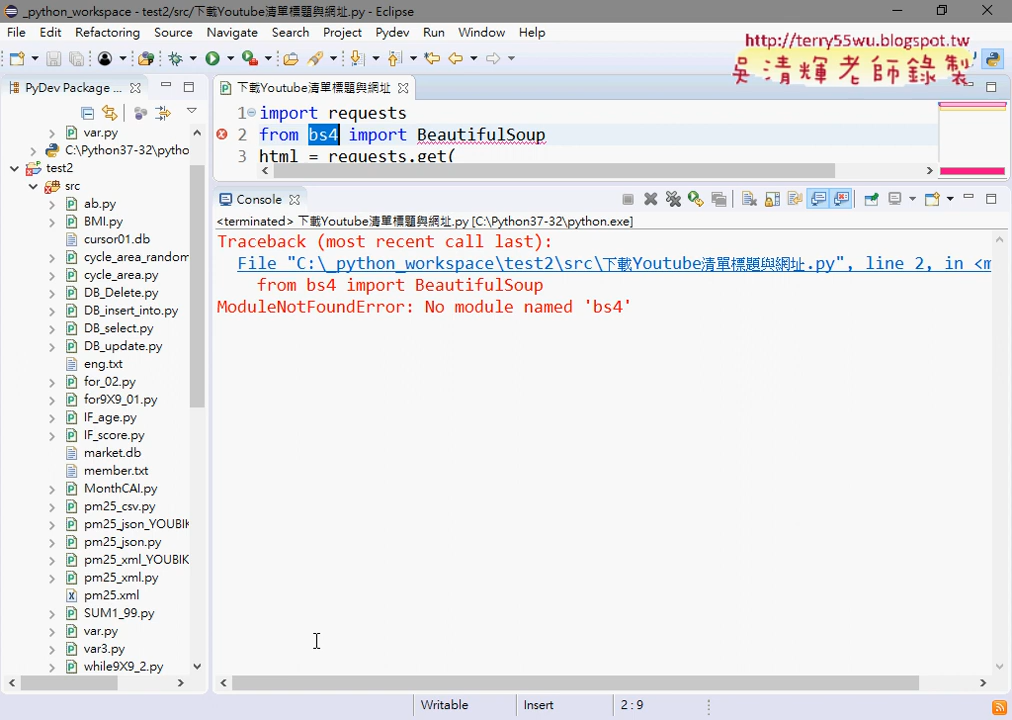 _python_workspace - test2/src/下載Youtube清單標題與網址.py - Eclipse
File Edit Refactoring Source Navigate Search Project Pydev Run Window Help
http://terry55wu.blogspot.tw
吳清輝老師錄製
PyDev Package ...
下載Youtube清單標題與網址
1 import requests
2 from bs4 import BeautifulSoup
3 html = requests.get(
var.py
C:\Python37-32\pytho
test2
src
ab.py
BMI.py
cursor01.db
cycle_area_random
cycle_area.py
DB_Delete.py
DB_insert_into.py
DB_select.py
DB_update.py
eng.txt
for_02.py
for9X9_01.py
IF_age.py
IF_score.py
market.db
member.txt
MonthCAI.py
pm25_csv.py
pm25_json_YOUBIK
pm25_json.py
pm25_xml_YOUBIK
pm25_xml.py
pm25.xml
SUM1_99.py
var.py
var3.py
while9X9_2.py
Console
<terminated> 下載Youtube清單標題與網址.py [C:\Python37-32\python.exe]
Traceback (most recent call last):
File "C:\_python_workspace\test2\src\下載Youtube清單標題與網址.py", line 2, in <m
from bs4 import BeautifulSoup
ModuleNotFoundError: No module named 'bs4'
Writable Insert 2 : 9